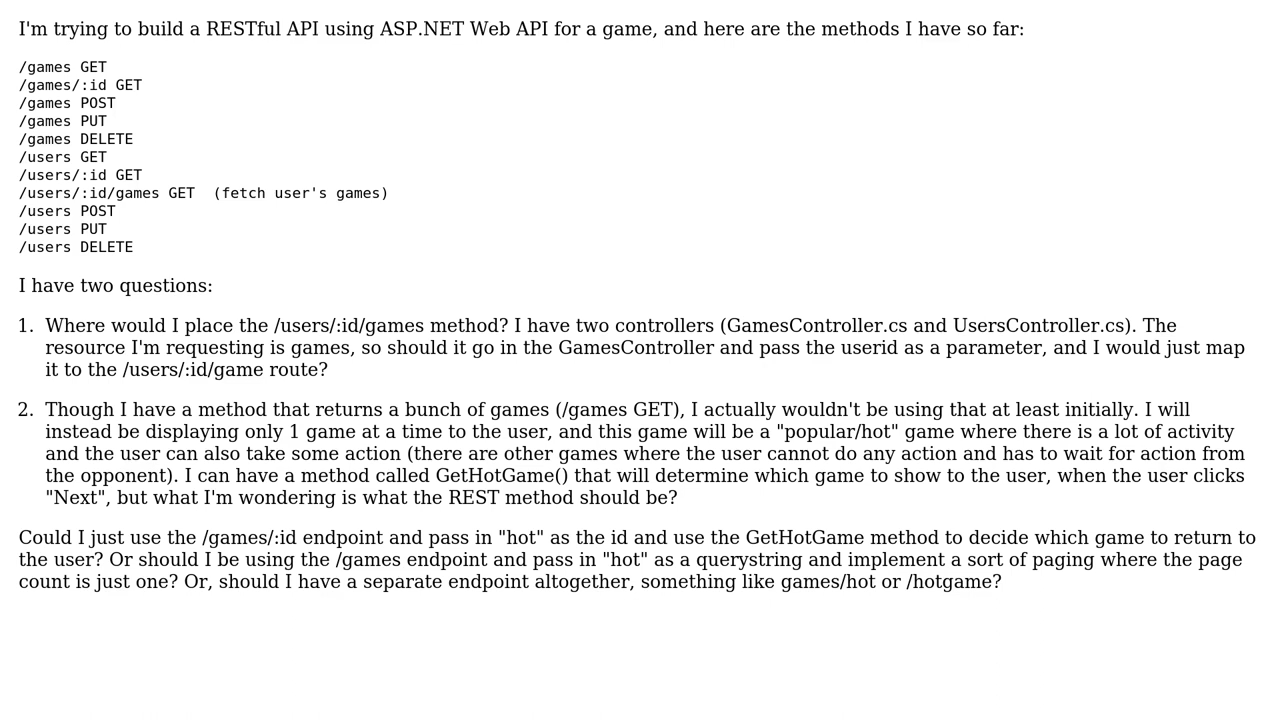 I'm trying to build a RESTful API using ASP.NET Web API for a game, and here are the methods I have so far:
/games GET
/games/:id GET
/games POST
/games PUT
/games DELETE
/users GET
/users/:id GET
/users/:id/games GET  (fetch user's games)
/users POST
/users PUT
/users DELETE
I have two questions:
1. Where would I place the /users/:id/games method? I have two controllers (GamesController.cs and UsersController.cs). The
resource I'm requesting is games, so should it go in the GamesController and pass the userid as a parameter, and I would just map
it to the /users/:id/game route?
2. Though I have a method that returns a bunch of games (/games GET), I actually wouldn't be using that at least initially. I will
instead be displaying only 1 game at a time to the user, and this game will be a "popular/hot" game where there is a lot of activity
and the user can also take some action (there are other games where the user cannot do any action and has to wait for action from
the opponent). I can have a method called GetHotGame() that will determine which game to show to the user, when the user clicks
"Next", but what I'm wondering is what the REST method should be?
Could I just use the /games/:id endpoint and pass in "hot" as the id and use the GetHotGame method to decide which game to return to
the user? Or should I be using the /games endpoint and pass in "hot" as a querystring and implement a sort of paging where the page
count is just one? Or, should I have a separate endpoint altogether, something like games/hot or /hotgame?